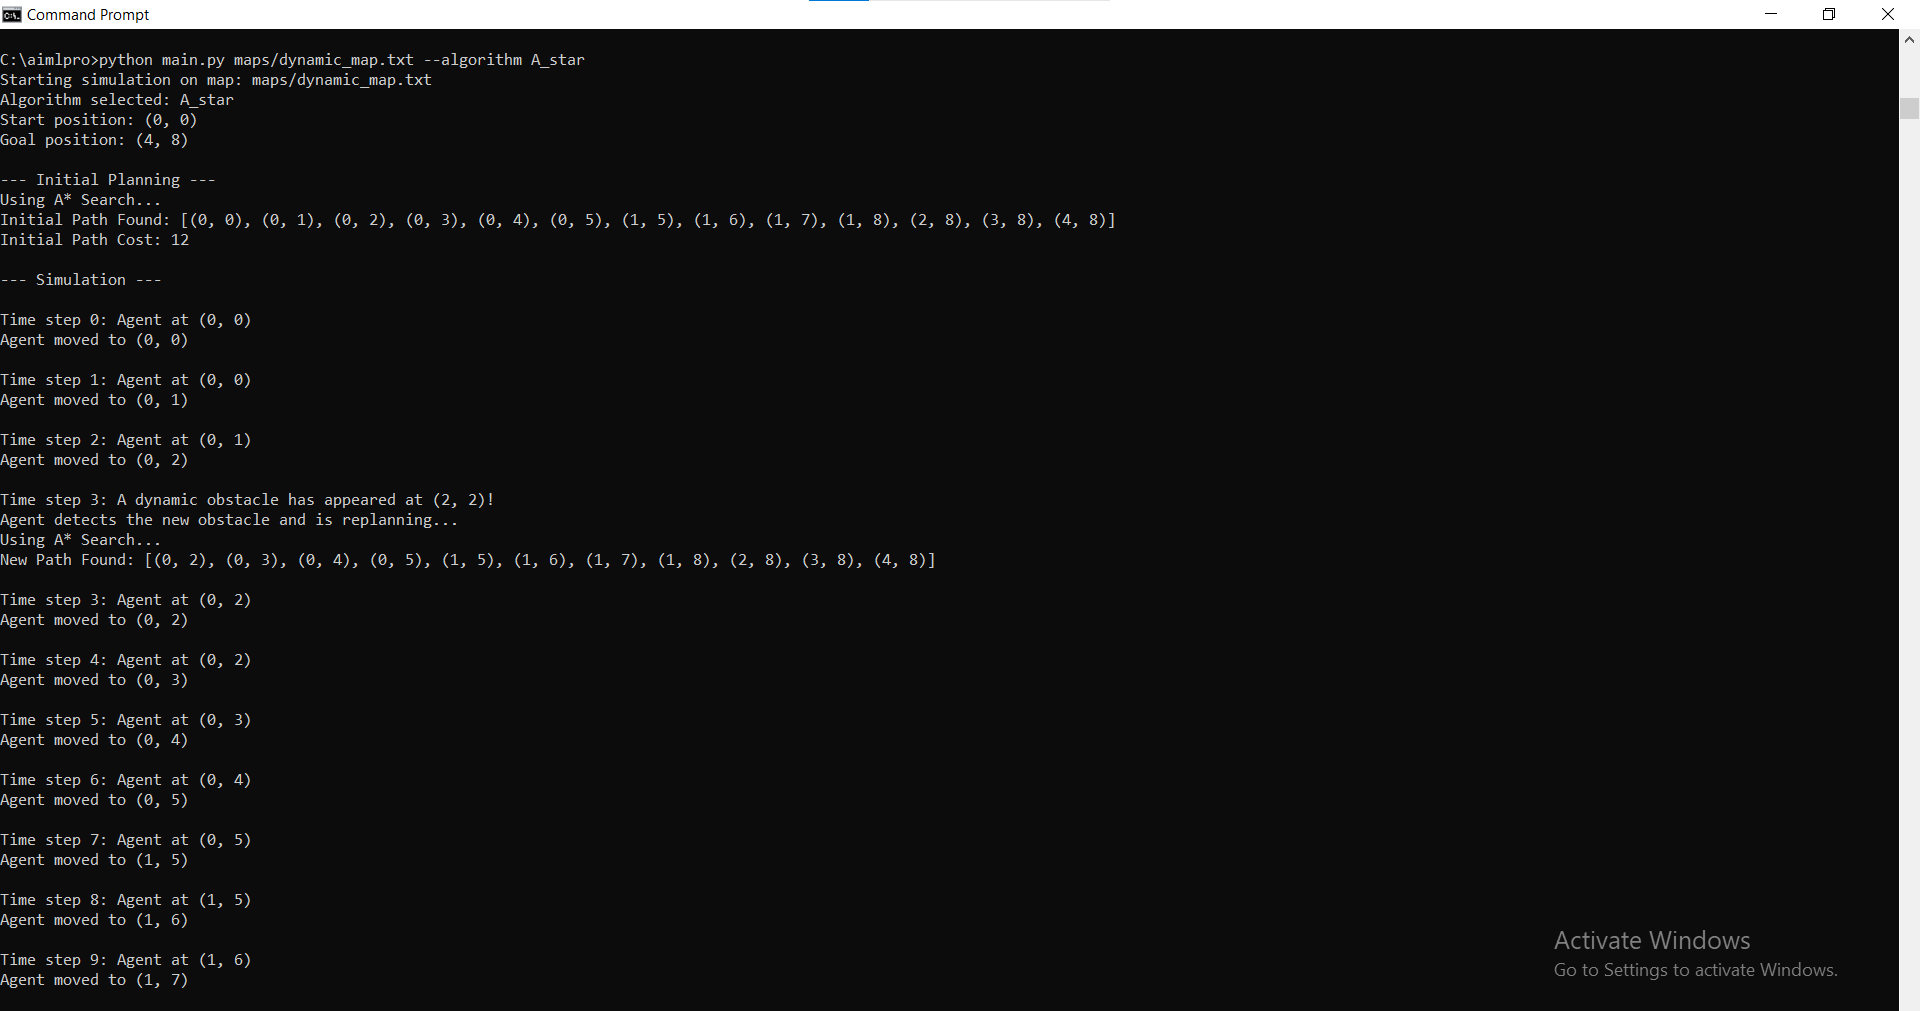 Command Prompt
C:\aimlpro>python main.py maps/dynamic_map.txt --algorithm A_star
Starting simulation on map: maps/dynamic_map.txt
Algorithm selected: A_star
Start position: (0, 0)
Goal position: (4, 8)
--- Initial Planning ---
Using A* Search...
Initial Path Found: [(0, 0), (0, 1), (0, 2), (0, 3), (0, 4), (0, 5), (1, 5), (1, 6), (1, 7), (1, 8), (2, 8), (3, 8), (4, 8)]
Initial Path Cost: 12
--- Simulation ---
Time step 0: Agent at (0, 0)
Agent moved to (0, 0)
Time step 1: Agent at (0, 0)
Agent moved to (0, 1)
Time step 2: Agent at (0, 1)
Agent moved to (0, 2)
Time step 3: A dynamic obstacle has appeared at (2, 2)!
Agent detects the new obstacle and is replanning...
Using A* Search...
New Path Found: [(0, 2), (0, 3), (0, 4), (0, 5), (1, 5), (1, 6), (1, 7), (1, 8), (2, 8), (3, 8), (4, 8)]
Time step 3: Agent at (0, 2)
Agent moved to (0, 2)
Time step 4: Agent at (0, 2)
Agent moved to (0, 3)
Time step 5: Agent at (0, 3)
Agent moved to (0, 4)
Time step 6: Agent at (0, 4)
Agent moved to (0, 5)
Time step 7: Agent at (0, 5)
Agent moved to (1, 5)
Time step 8: Agent at (1, 5)
Agent moved to (1, 6)
Time step 9: Agent at (1, 6)
Agent moved to (1, 7)
Activate Windows
Go to Settings to activate Windows.